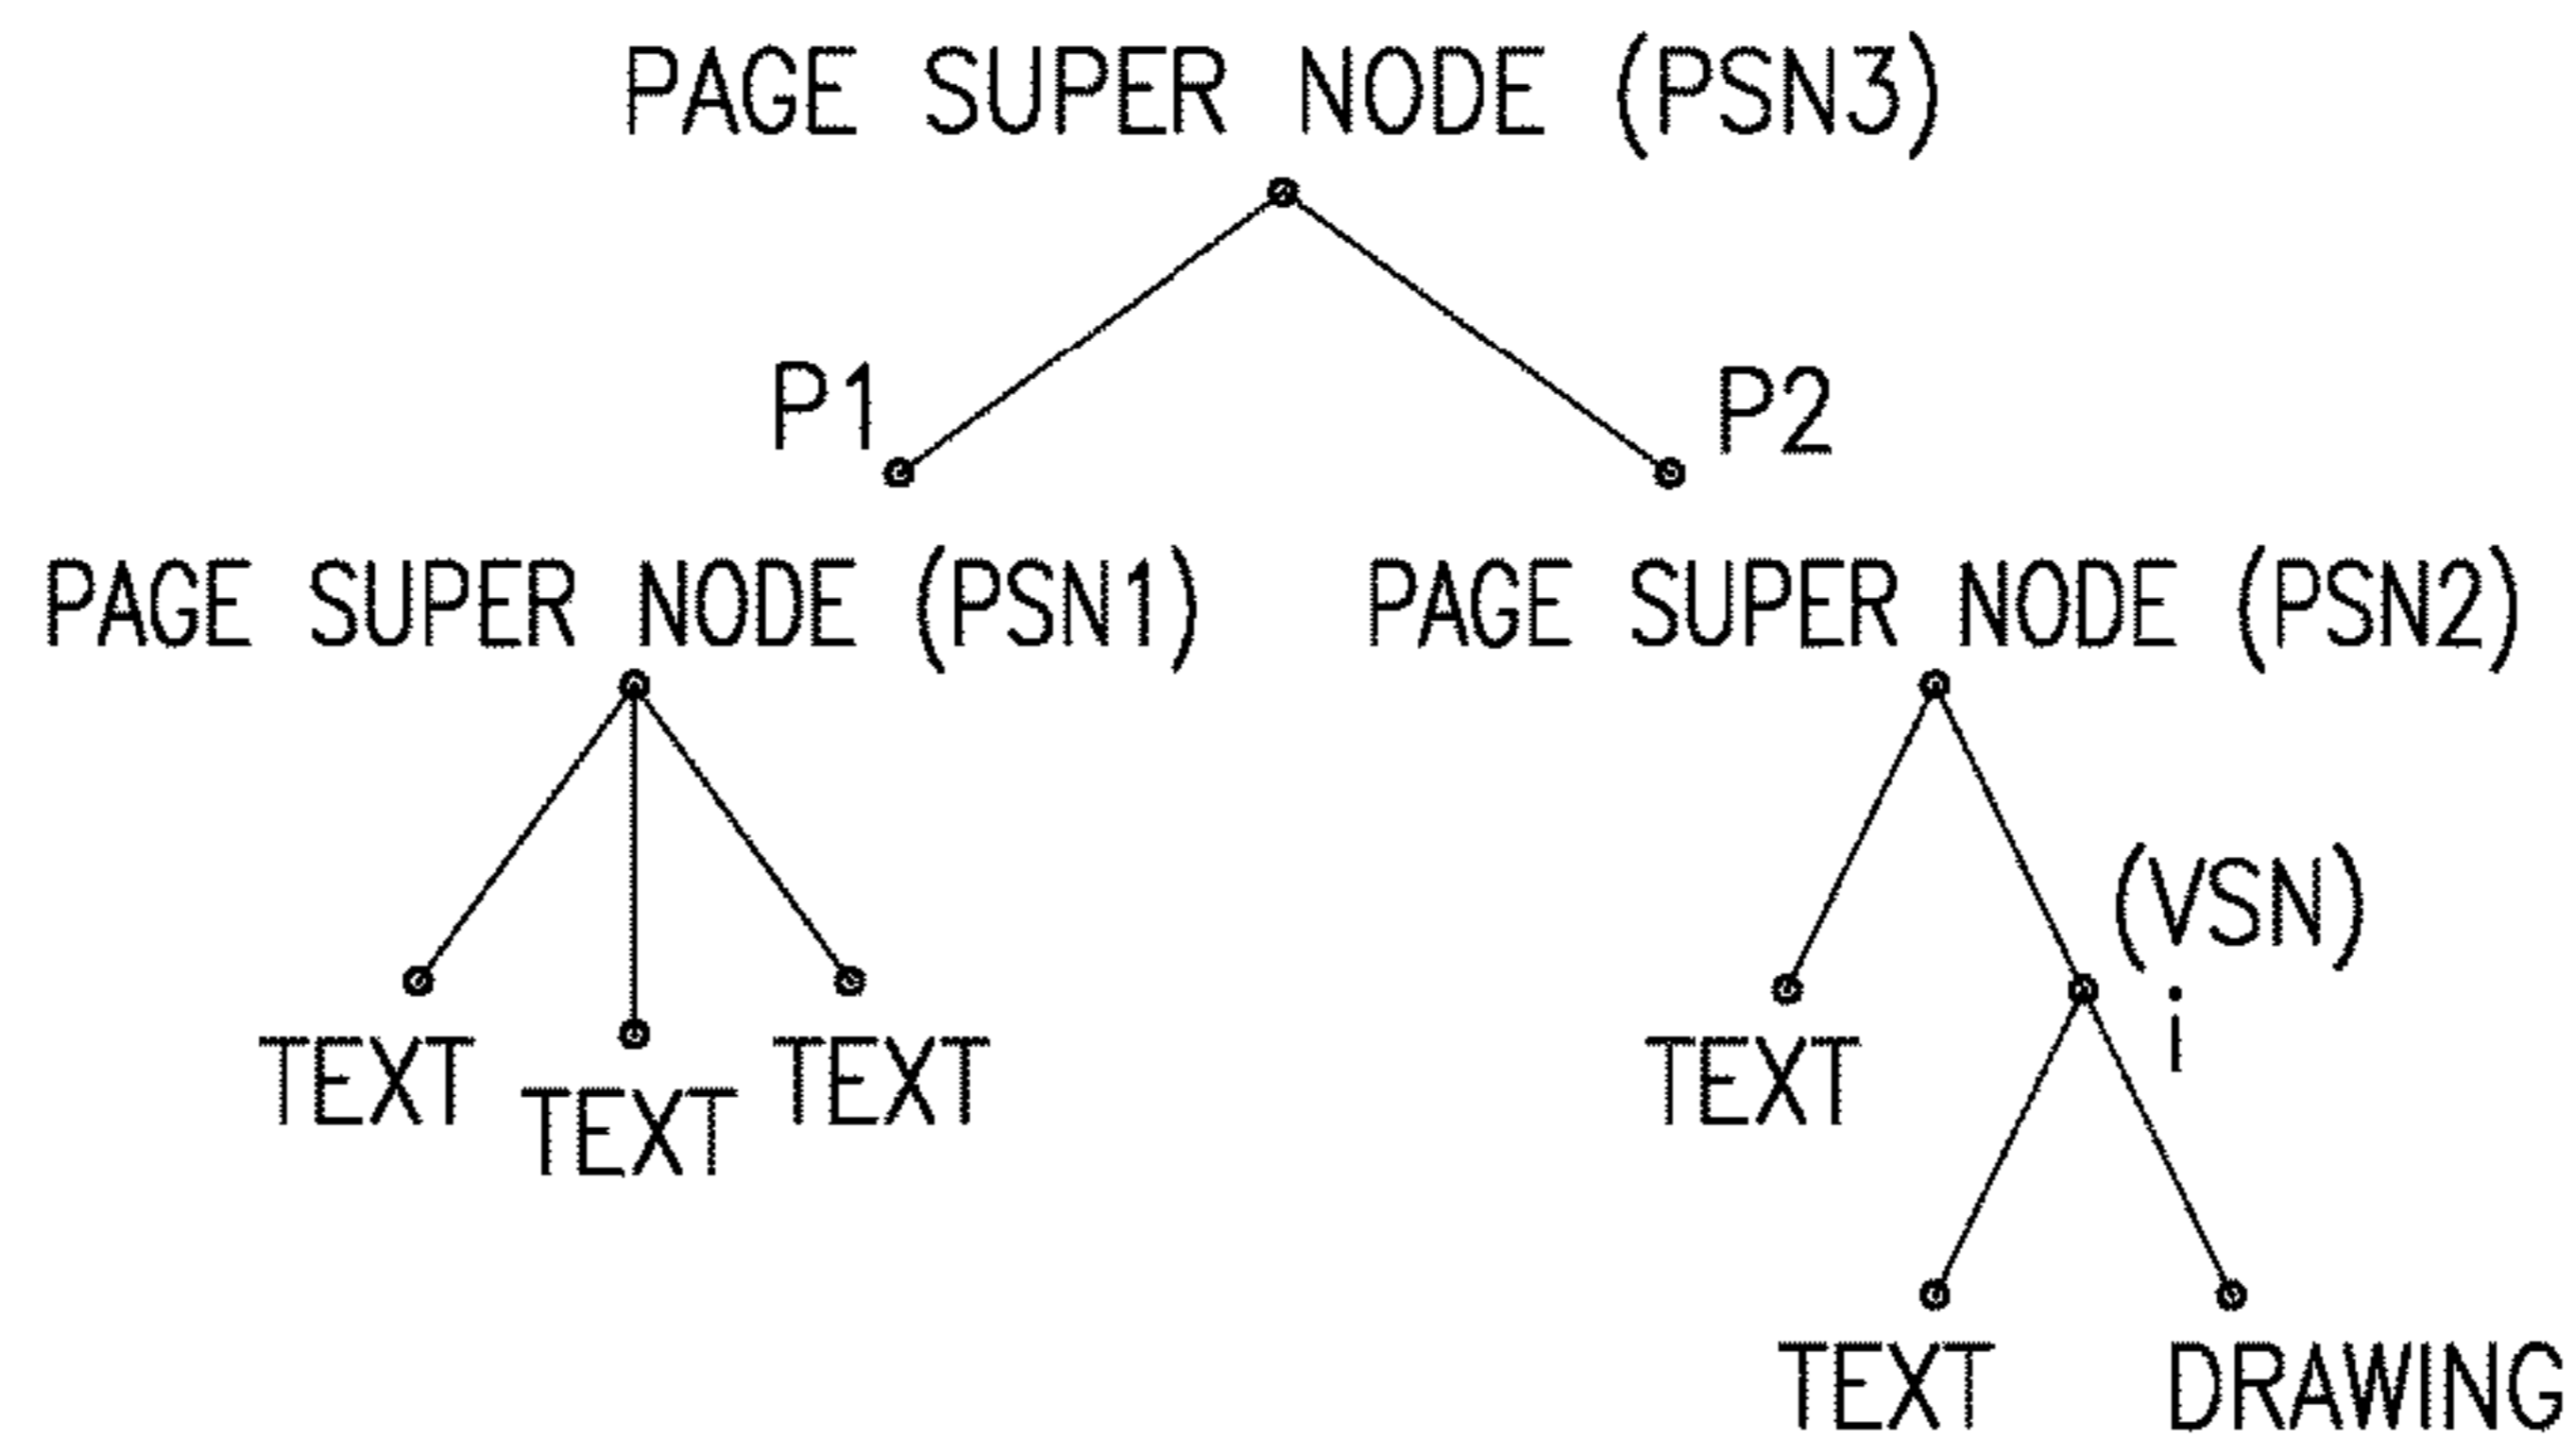 PAGE SUPER NODE (PSN3)
P1 P2
PAGE SUPER NODE (PSN1) PAGE SUPER NODE (PSN2)
(VSN)
i
TEXT TEXT TEXT TEXT
TEXT DRAWING